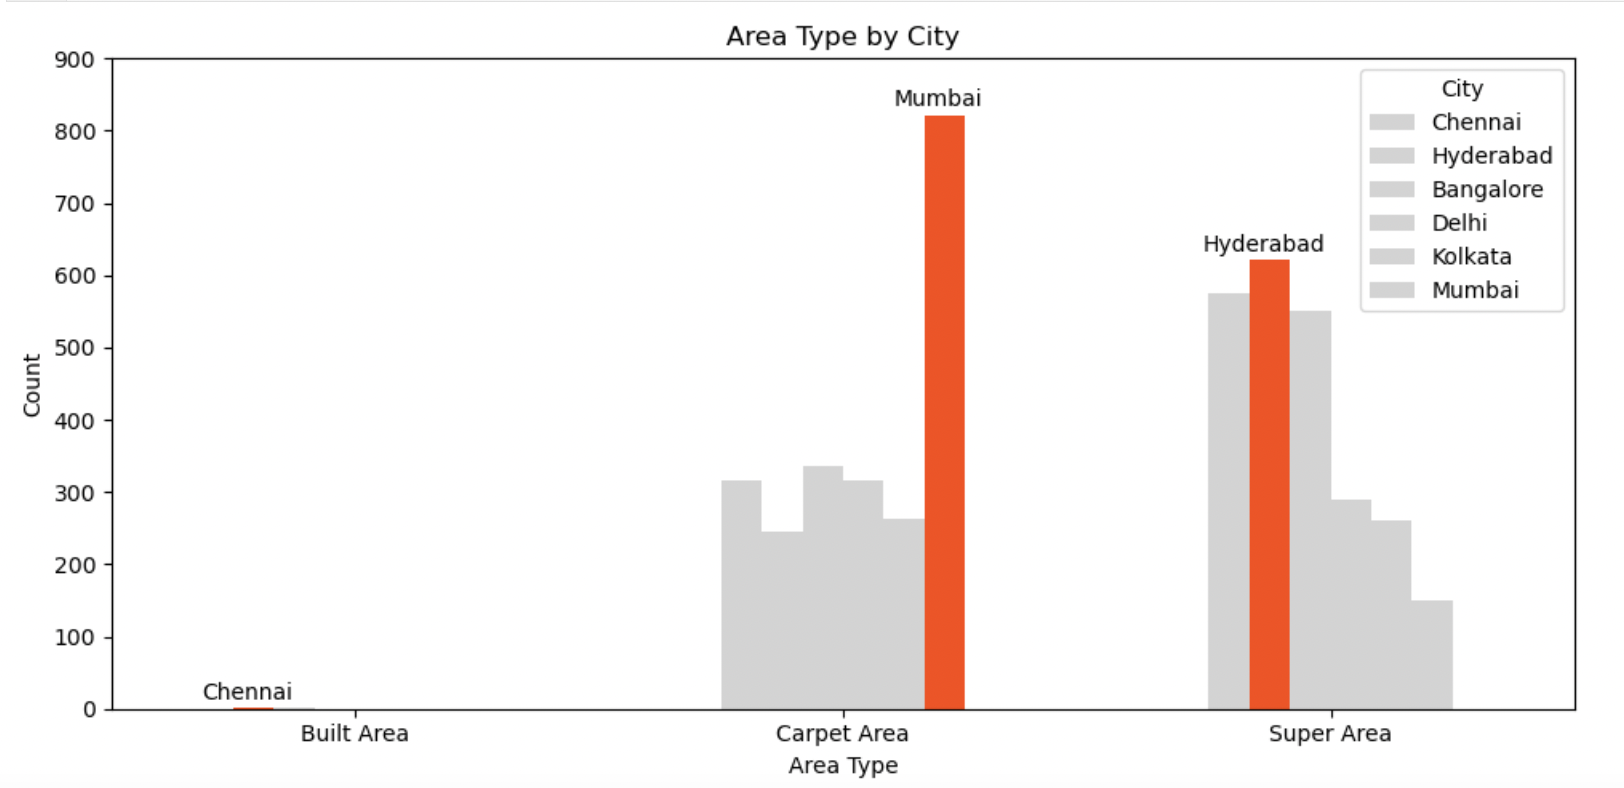 Area Type by City
900
800
700
600
500
400
300
200
100
0
Count
Mumbai
Hyderabad
Chennai
City
Chennai
Hyderabad
Bangalore
Delhi
Kolkata
Mumbai
Built Area
Carpet Area
Super Area
Area Type